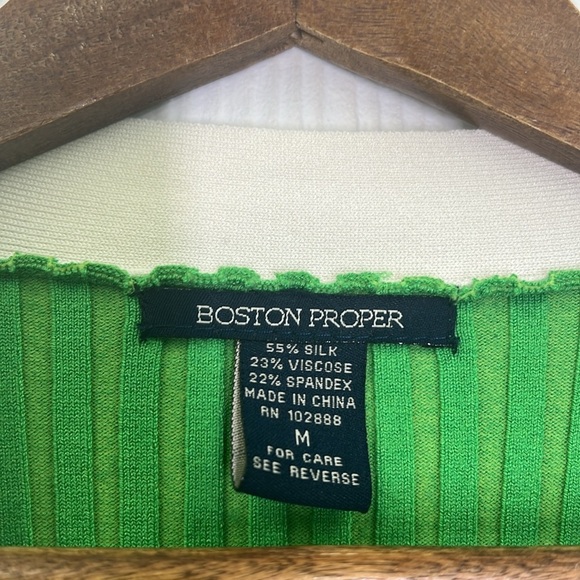 BOSTON PROPER
55% SILK
23% VISCOSE
22% SPANDEX
MADE IN CHINA
RN 102888
M
FOR CARE
SEE REVERSE